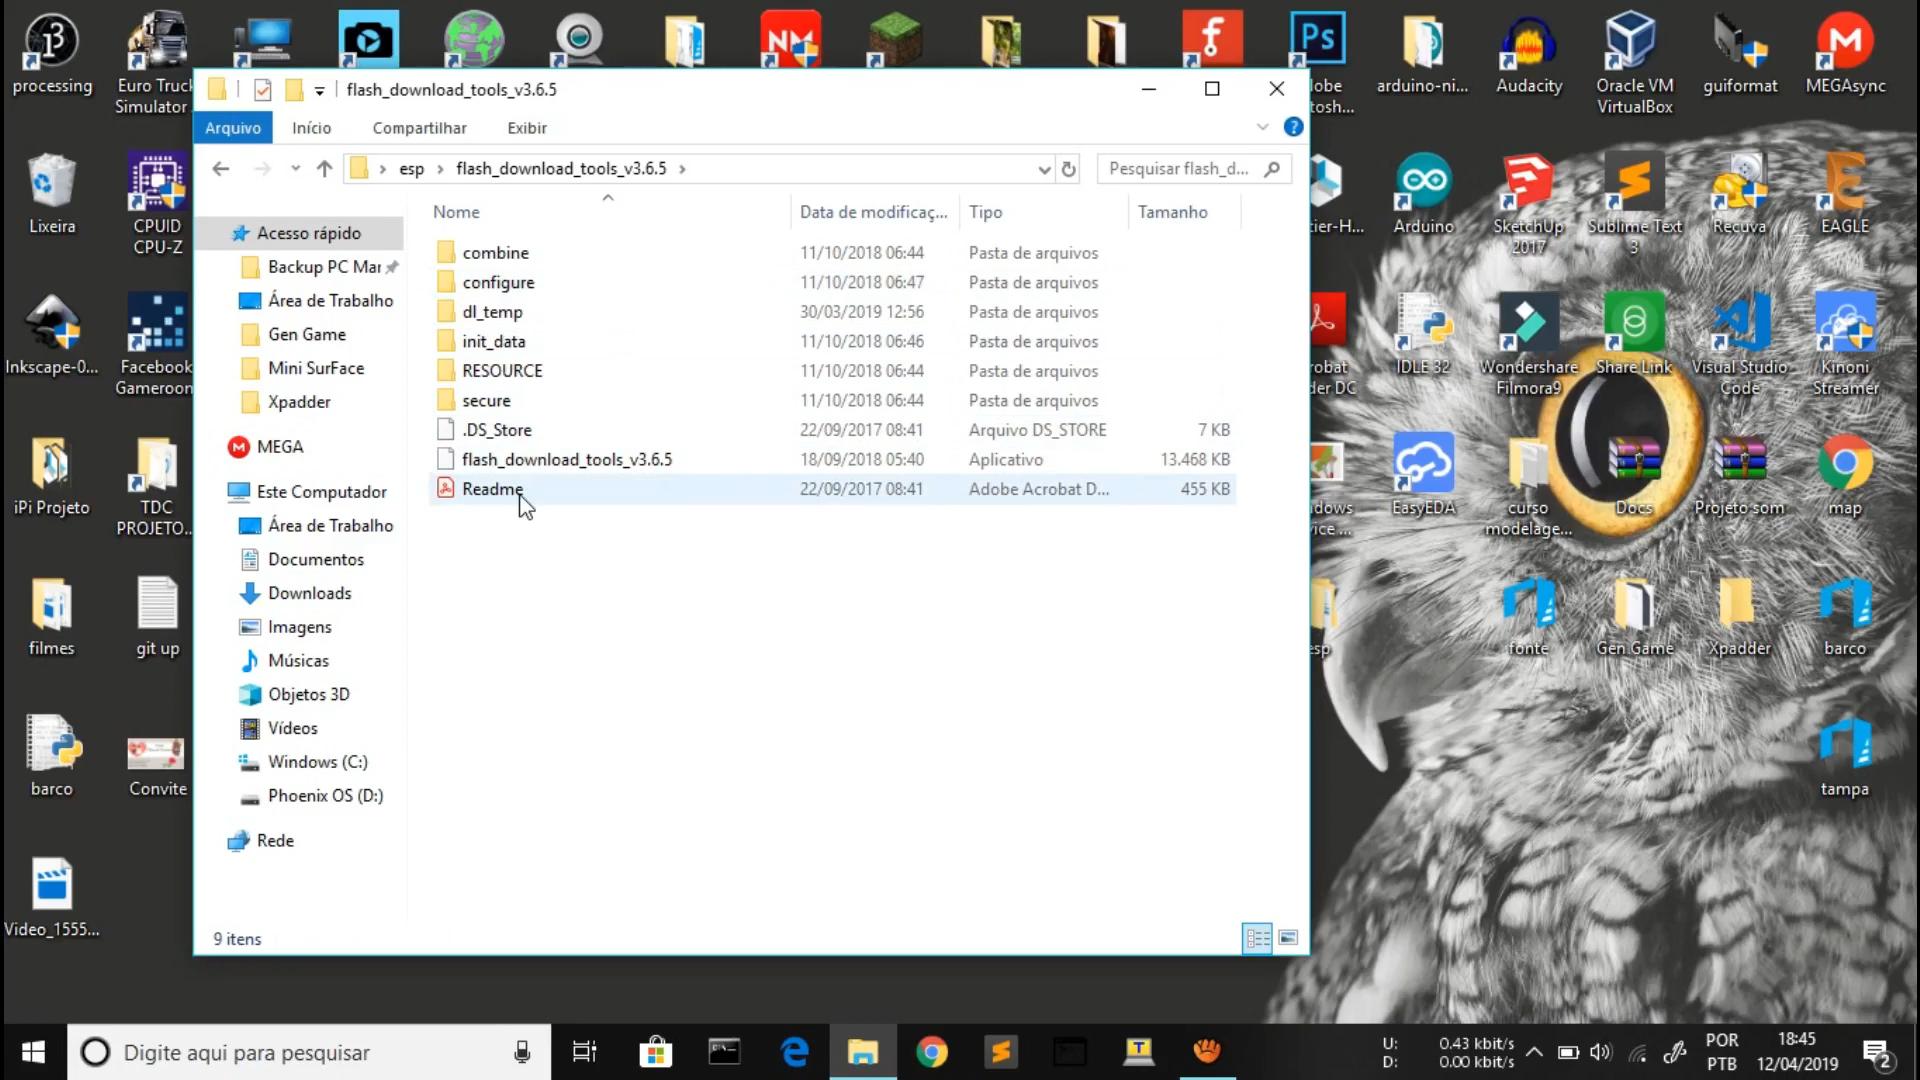 processing
Euro Truck
Simulator
arduino-ni...
Audacity
Oracle VM
VirtualBox
guiformat
MEGAsync
flash_download_tools_v3.6.5
Arquivo
Início
Compartilhar
Exibir
esp
flash_download_tools_v3.6.5
Pesquisar flash_d...
Nome
Data de modificaç...
Tipo
Tamanho
Acesso rápido
Backup PC Mar
Área de Trabalho
Gen Game
Mini SurFace
Xpadder
MEGA
Este Computador
Área de Trabalho
Documentos
Downloads
Imagens
Músicas
Objetos 3D
Vídeos
Windows (C:)
Phoenix OS (D:)
Rede
combine 11/10/2018 06:44 Pasta de arquivos
configure 11/10/2018 06:47 Pasta de arquivos
dl_temp 30/03/2019 12:56 Pasta de arquivos
init_data 11/10/2018 06:46 Pasta de arquivos
RESOURCE 11/10/2018 06:44 Pasta de arquivos
secure 11/10/2018 06:44 Pasta de arquivos
.DS_Store 22/09/2017 08:41 Arquivo DS_STORE 7 KB
flash_download_tools_v3.6.5 18/09/2018 05:40 Aplicativo 13.468 KB
Readme 22/09/2017 08:41 Adobe Acrobat D... 455 KB
9 itens
Lixeira
CPUID
CPU-Z
Inkscape-0...
Facebook
Gameroom
iPi Projeto
TDC
PROJETO...
filmes
git up
barco
Convite
Video_1555...
NM
Ps
Arduino
SketchUp
2017
Sublime Text
3
Recuva
EAGLE
IDLE 32
Wondershare
Filmora9
Share Link
Visual Studio
Code
Kinoni
Streamer
EasyEDA
curso
modelage...
Docs
Projeto som
map
esp
fonte
Gen Game
Xpadder
barco
tampa
Digite aqui para pesquisar
U: 0.43 kbit/s
D: 0.00 kbit/s
POR
PTB
18:45
12/04/2019
2